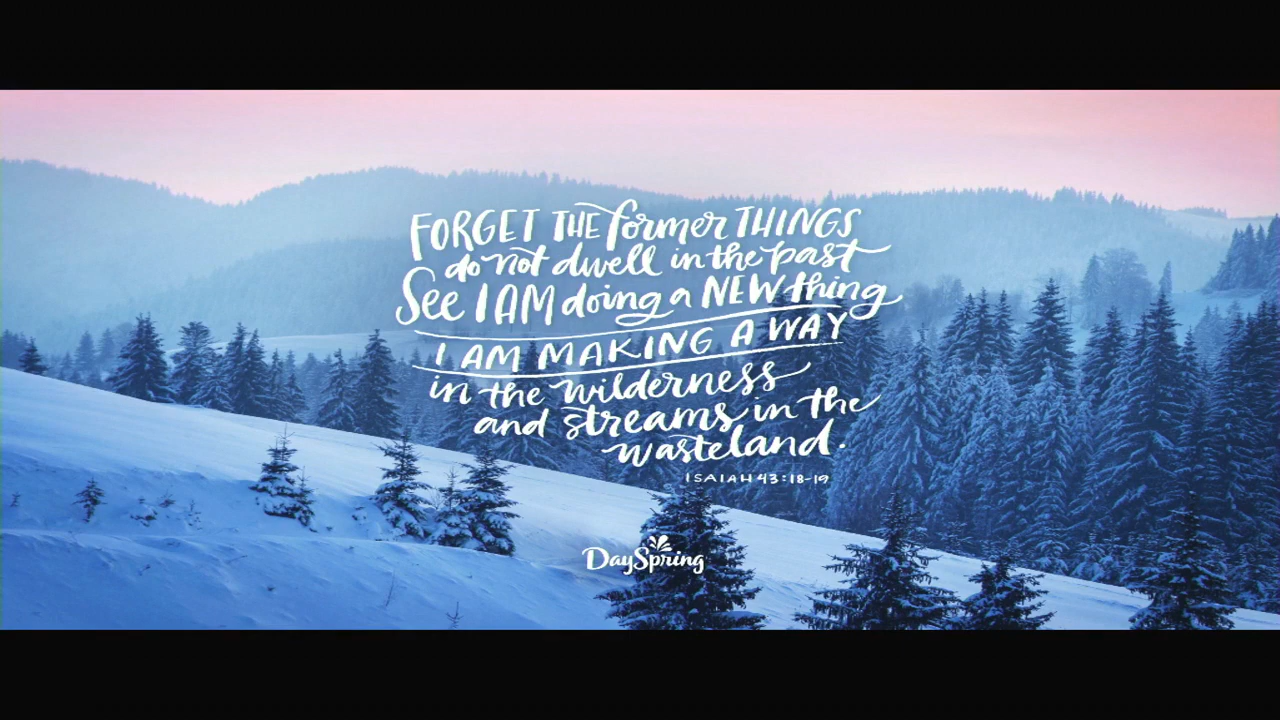 FORGET THE former THINGS
do not dwell in the past
See I AM doing a NEW thing
I AM MAKING A WAY
in the wilderness
and streams in the
wasteland.
ISAIAH 43:18-19
DaySpring